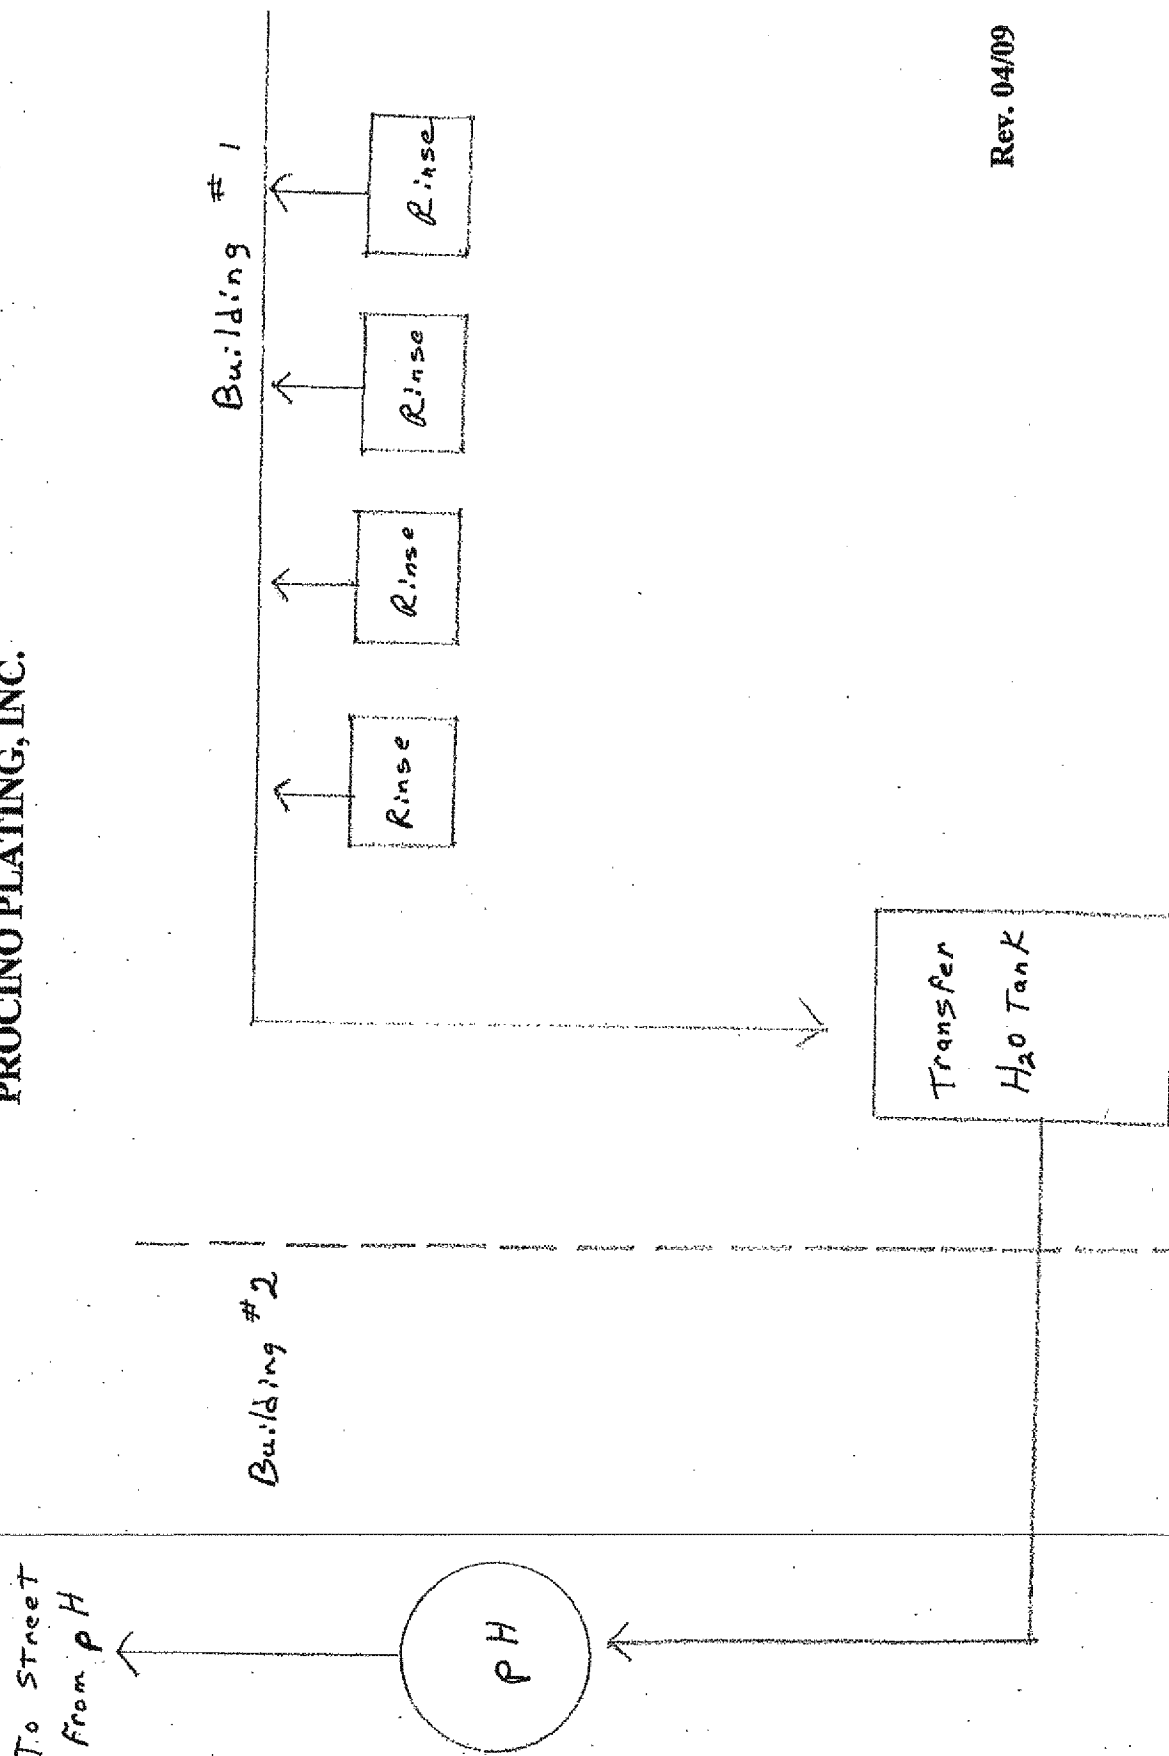 PROCINO PLATING, INC.
To Street
From pH
Building #2
Building # 1
pH
Rinse
Rinse
Rinse
Rinse
Transfer
H₂O Tank
Rev. 04/09